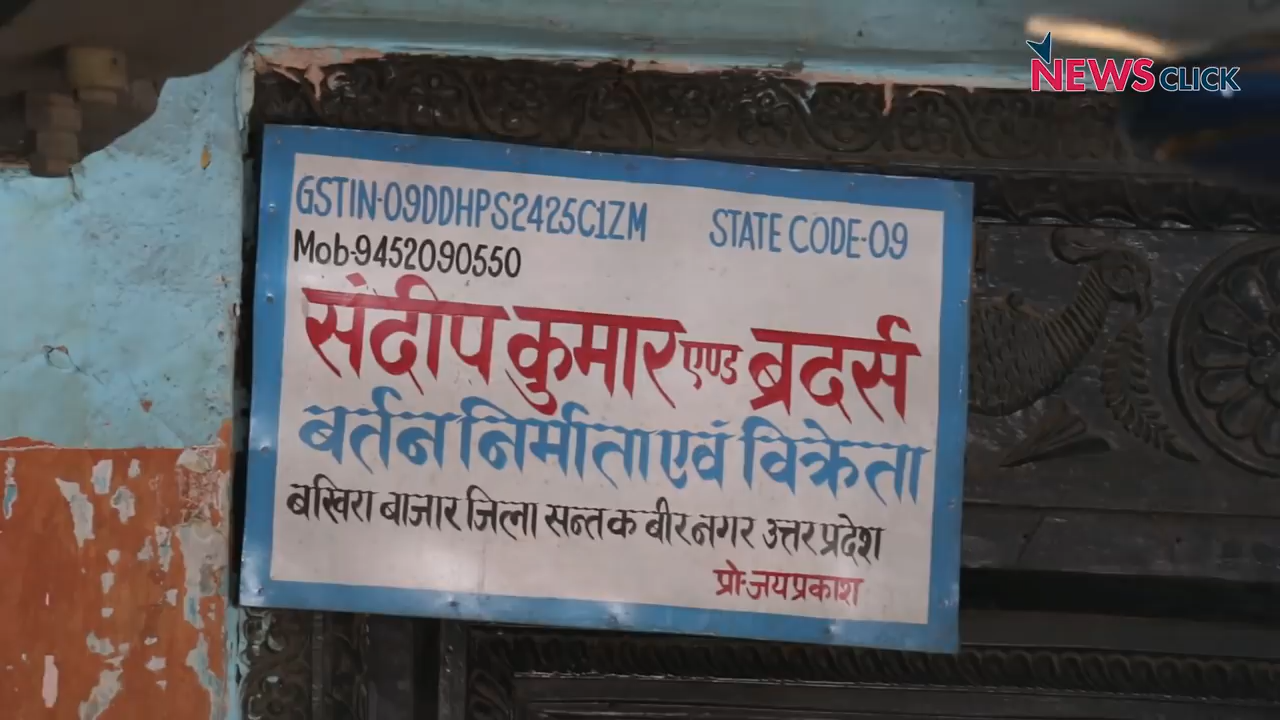 NEWSCLICK
GSTIN-09DDHPS2425C1ZM STATE CODE-09
Mob-9452090550
संदीप कुमार एण्ड ब्रदर्स
बर्तन निर्माता एवं विक्रेता
बखिरा बाजार जिला सन्त कबीर नगर उत्तर प्रदेश
प्रो-जयप्रकाश